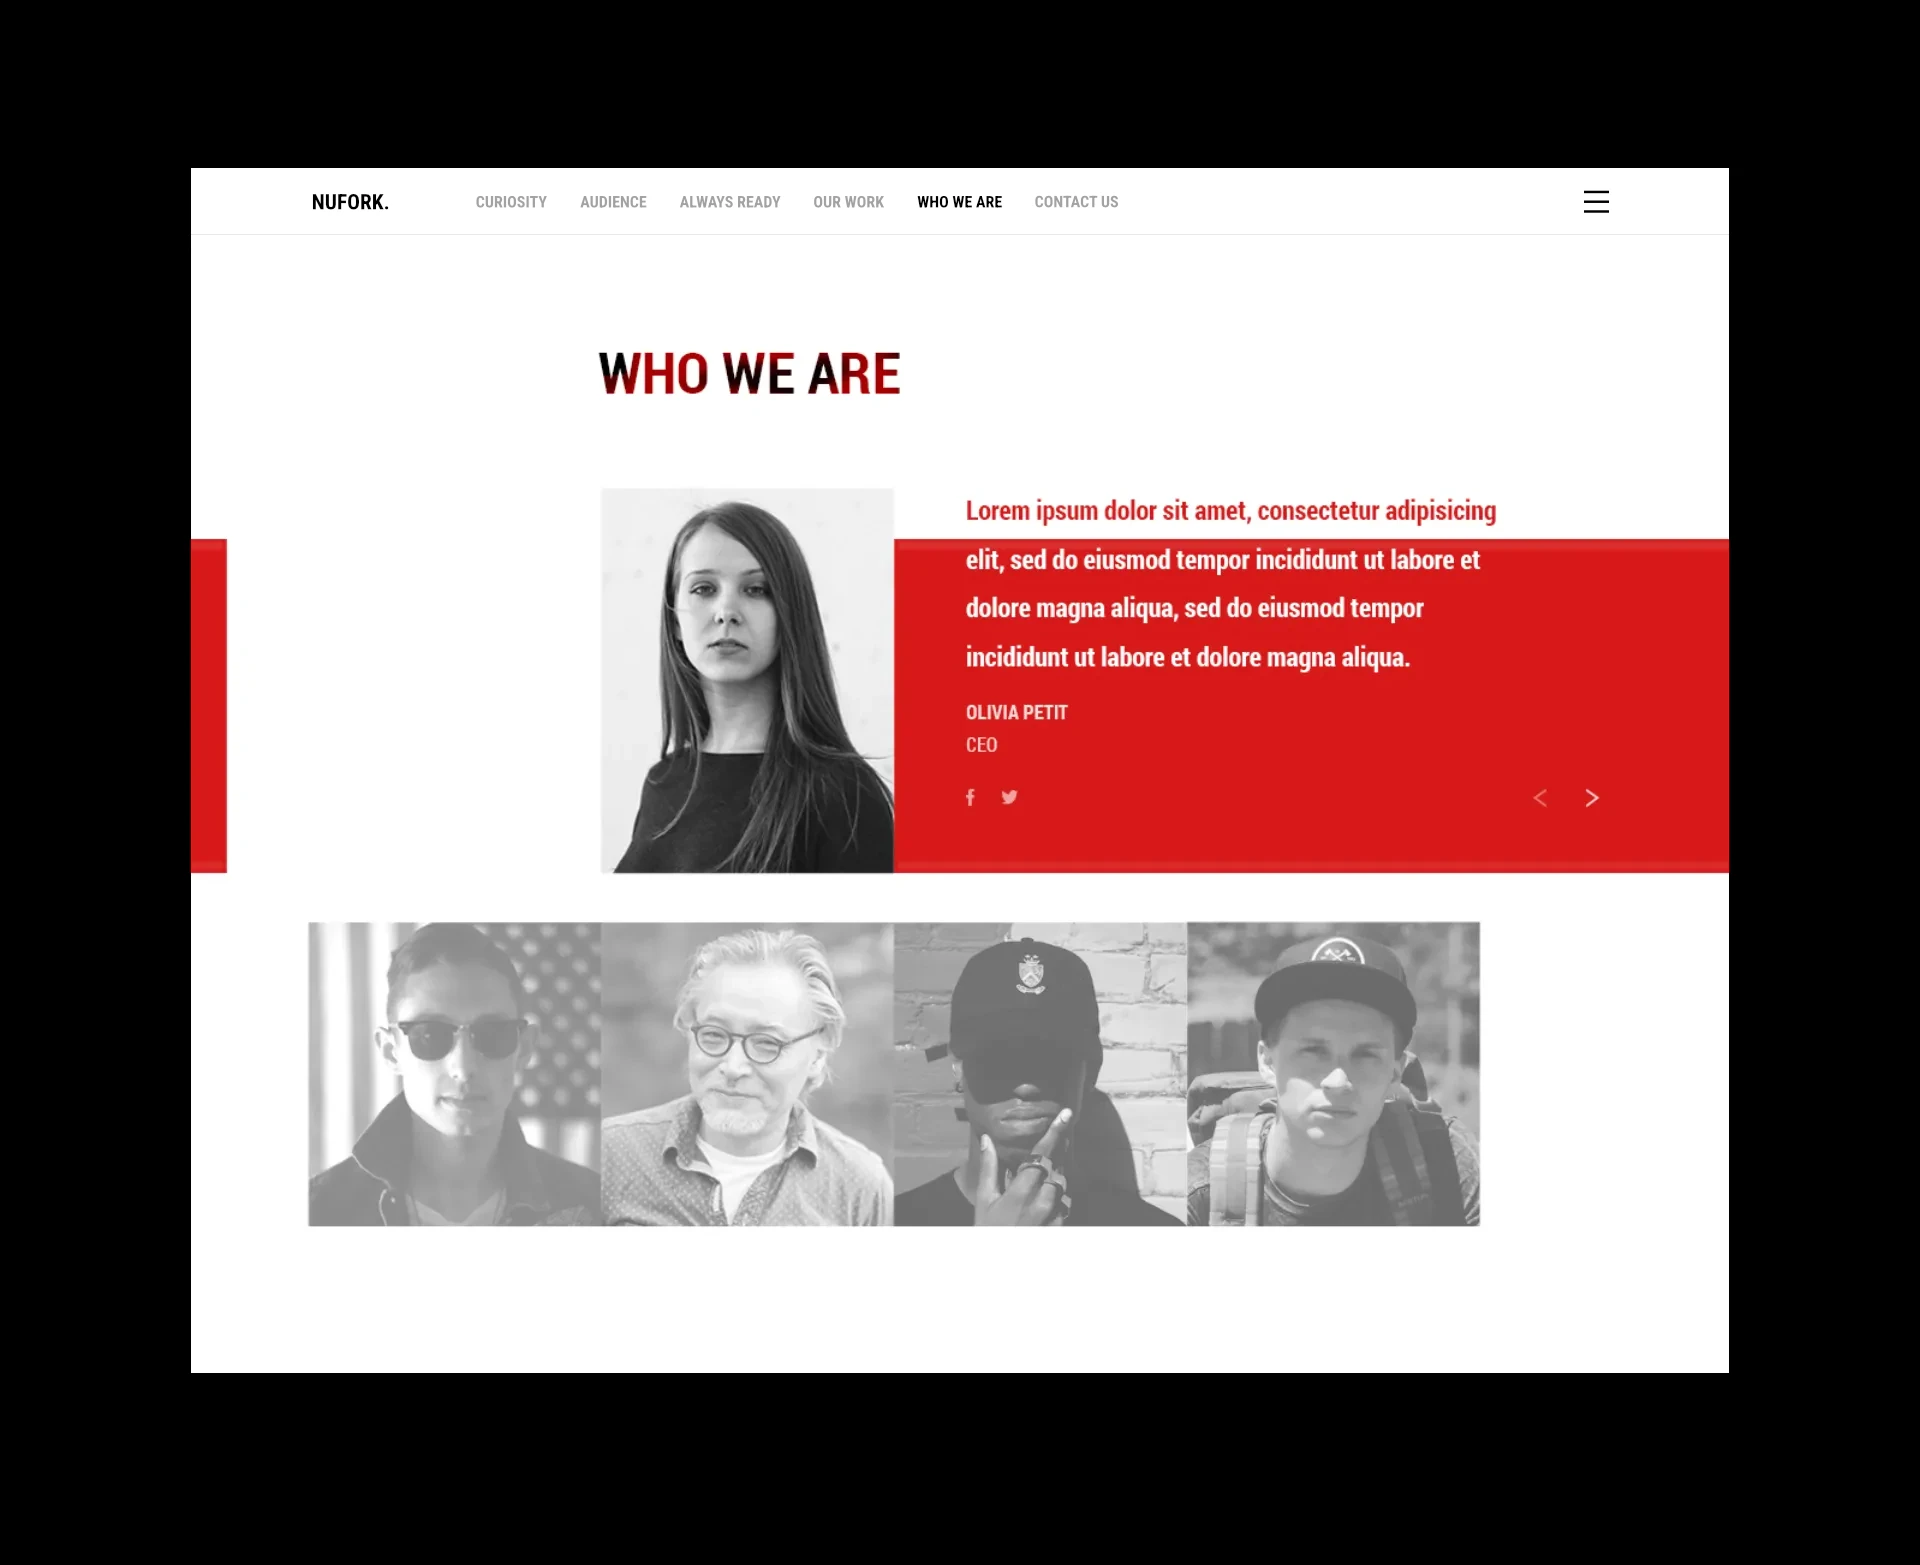 NUFORK.
CURIOSITY AUDIENCE ALWAYS READY OUR WORK WHO WE ARE CONTACT US
WHO WE ARE
Lorem ipsum dolor sit amet, consectetur adipisicing
elit, sed do eiusmod tempor incididunt ut labore et
dolore magna aliqua, sed do eiusmod tempor
incididunt ut labore et dolore magna aliqua.
OLIVIA PETIT
CEO